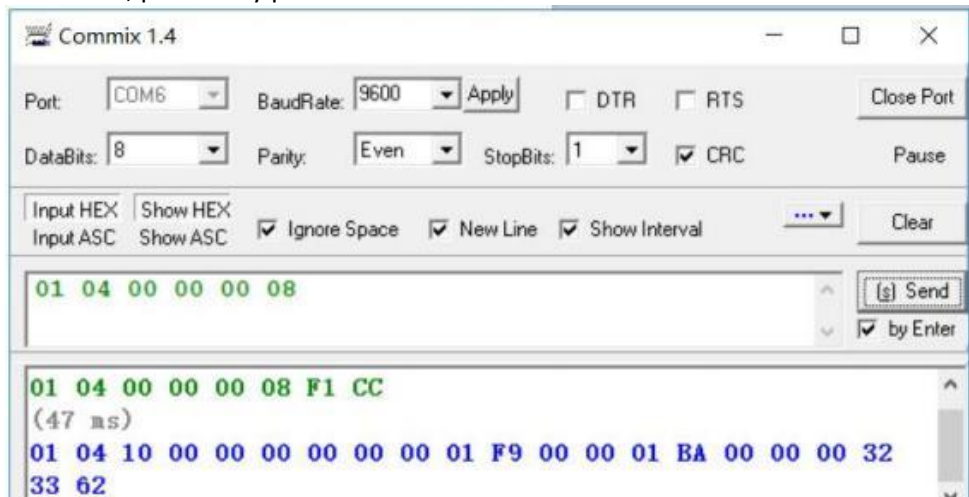 Commix 1.4
Port: COM6 BaudRate: 9600 Apply DTR RTS Close Port
DataBits: 8 Parity: Even StopBits: 1 CRC Pause
Input HEX Show HEX
Input ASC Show ASC Ignore Space New Line Show Interval ... Clear
01 04 00 00 00 08 (s) Send
by Enter
01 04 00 00 00 08 F1 CC
(47 ms)
01 04 10 00 00 00 00 00 00 01 F9 00 00 01 BA 00 00 00 32
33 62